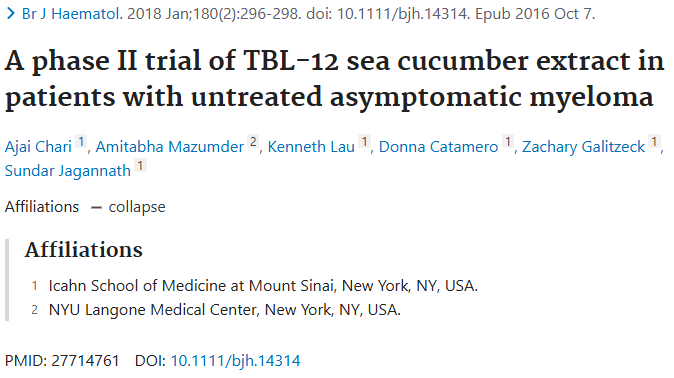 > Br J Haematol. 2018 Jan;180(2):296-298. doi: 10.1111/bjh.14314. Epub 2016 Oct 7.
A phase II trial of TBL-12 sea cucumber extract in
patients with untreated asymptomatic myeloma
Ajai Chari 1, Amitabha Mazumder 2, Kenneth Lau 1, Donna Catamero 1, Zachary Galitzeck 1,
Sundar Jagannath 1
Affiliations — collapse
Affiliations
1 Icahn School of Medicine at Mount Sinai, New York, NY, USA.
2 NYU Langone Medical Center, New York, NY, USA.
PMID: 27714761 DOI: 10.1111/bjh.14314